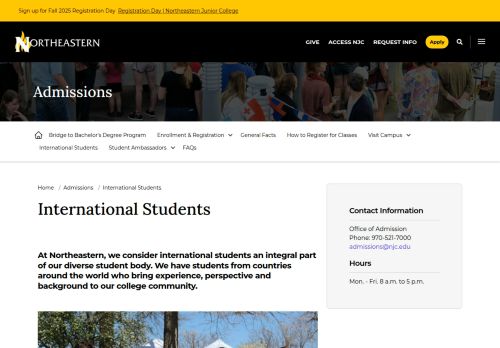 Sign up for Fall 2025 Registration Day Registration Day | Northeastern Junior College
NORTHEASTERN
GIVE ACCESS NJC REQUEST INFO Apply
Admissions
Bridge to Bachelor's Degree Program Enrollment & Registration General Facts How to Register for Classes Visit Campus
International Students Student Ambassadors FAQs
Home / Admissions / International Students
International Students
At Northeastern, we consider international students an integral part
of our diverse student body. We have students from countries
around the world who bring experience, perspective and
background to our college community.
Contact Information
Office of Admission
Phone: 970-521-7000
admissions@njc.edu
Hours
Mon. - Fri. 8 a.m. to 5 p.m.